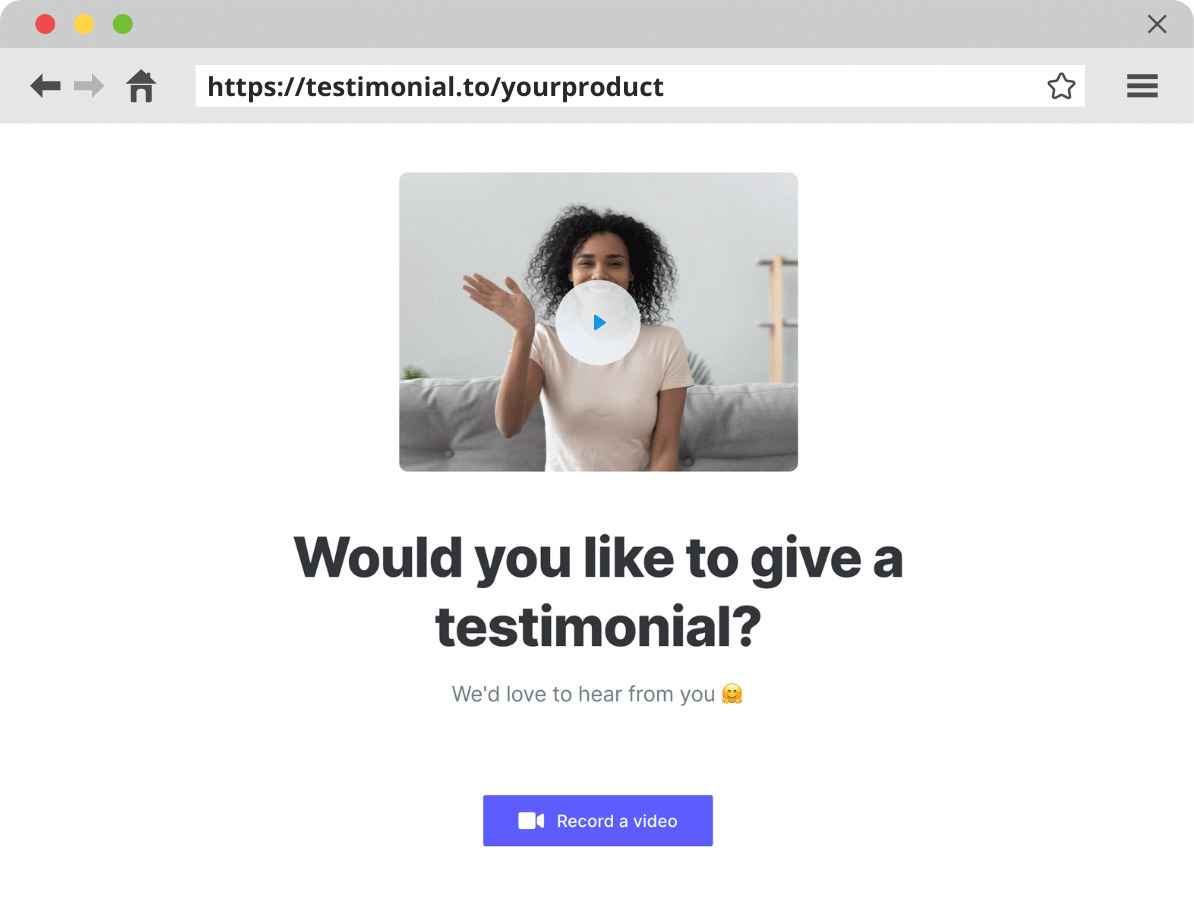 https://testimonial.to/yourproduct
Would you like to give a
testimonial?
We'd love to hear from you 🤗
Record a video